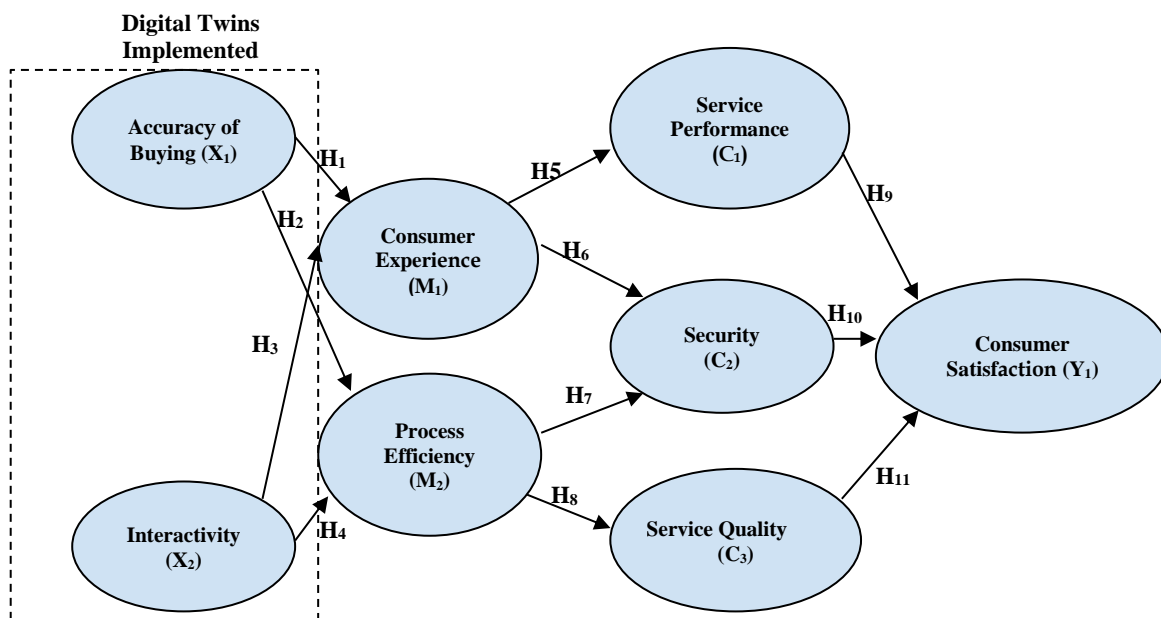 Digital Twins
Implemented
Accuracy of
Buying (X₁)
H₁
H₂
H₃
H₄
Interactivity
(X₂)
Consumer
Experience
(M₁)
Process
Efficiency
(M₂)
H5
H₆
H₇
H₈
Service
Performance
(C₁)
Security
(C₂)
Service Quality
(C₃)
H₉
H₁₀
H₁₁
Consumer
Satisfaction (Y₁)